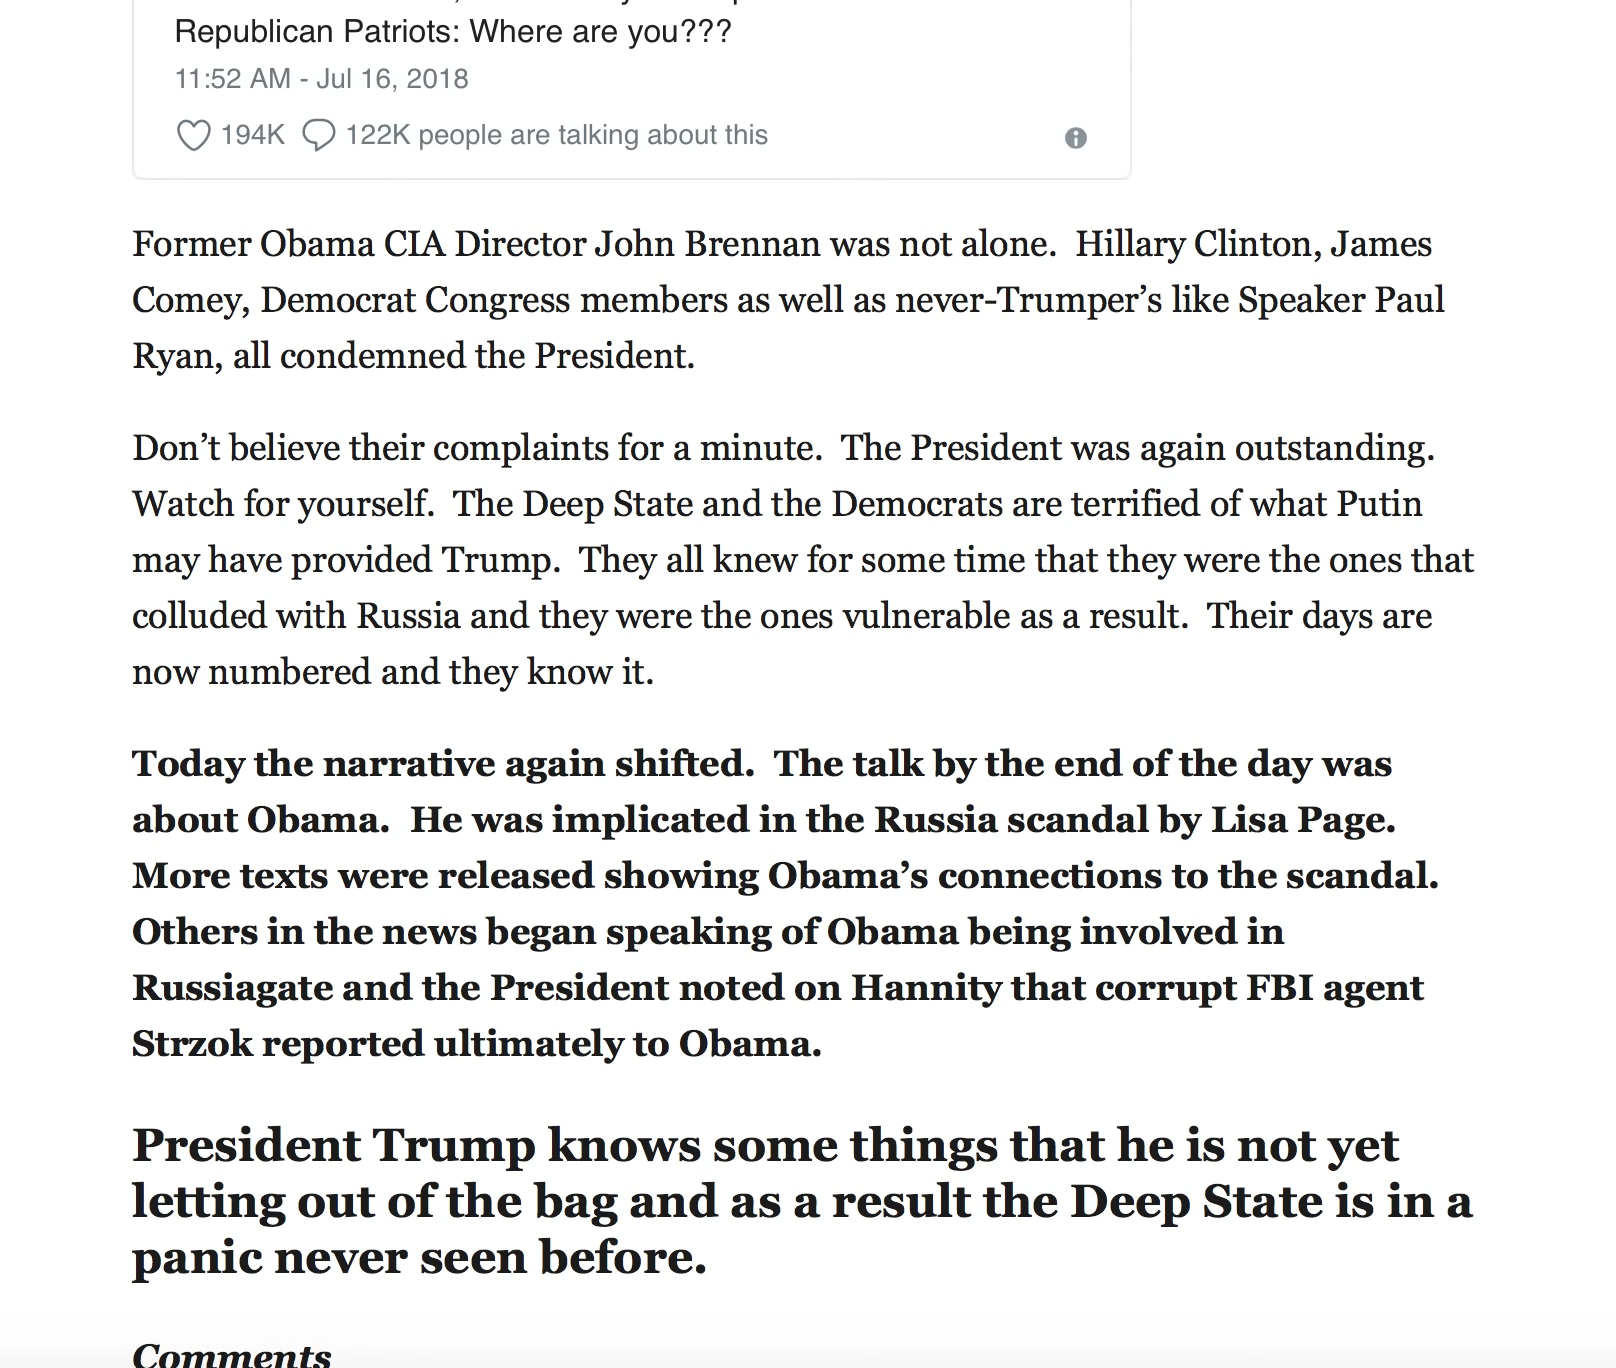 Republican Patriots: Where are you???
11:52 AM - Jul 16, 2018
194K 122K people are talking about this
Former Obama CIA Director John Brennan was not alone.  Hillary Clinton, James
Comey, Democrat Congress members as well as never-Trumper’s like Speaker Paul
Ryan, all condemned the President.
Don’t believe their complaints for a minute.  The President was again outstanding.
Watch for yourself.  The Deep State and the Democrats are terrified of what Putin
may have provided Trump.  They all knew for some time that they were the ones that
colluded with Russia and they were the ones vulnerable as a result.  Their days are
now numbered and they know it.
Today the narrative again shifted.  The talk by the end of the day was
about Obama.  He was implicated in the Russia scandal by Lisa Page.
More texts were released showing Obama’s connections to the scandal.
Others in the news began speaking of Obama being involved in
Russiagate and the President noted on Hannity that corrupt FBI agent
Strzok reported ultimately to Obama.
President Trump knows some things that he is not yet
letting out of the bag and as a result the Deep State is in a
panic never seen before.
Comments